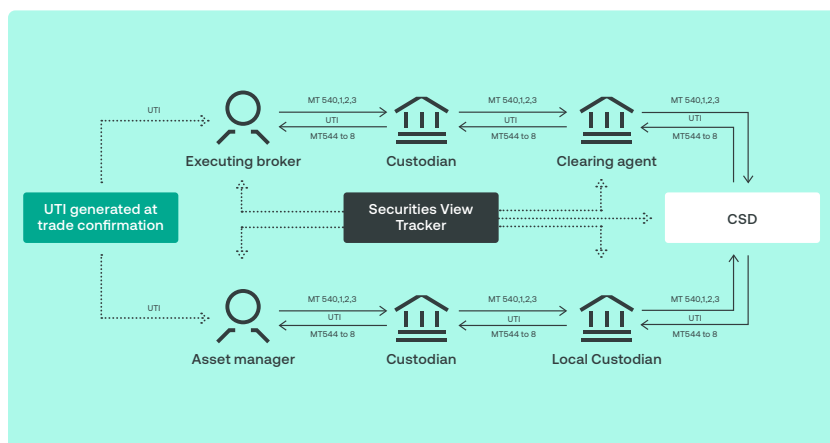 UTI
MT 540,1,2,3
UTI
MT544 to 8
MT 540,1,2,3
UTI
MT544 to 8
MT 540,1,2,3
UTI
MT544 to 8
Executing broker
Custodian
Clearing agent
UTI generated at
trade confirmation
Securities View
Tracker
CSD
UTI
MT 540,1,2,3
UTI
MT544 to 8
MT 540,1,2,3
UTI
MT544 to 8
MT 540,1,2,3
UTI
MT544 to 8
Asset manager
Custodian
Local Custodian